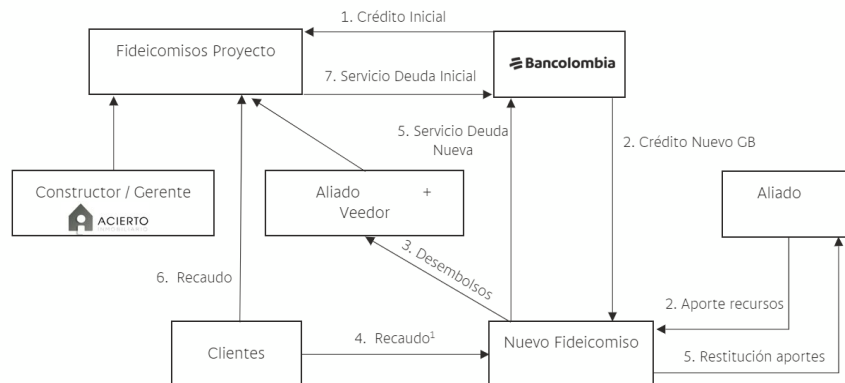 1. Crédito Inicial
Fideicomisos Proyecto
Bancolombia
7. Servicio Deuda Inicial
5. Servicio Deuda
Nueva
2. Crédito Nuevo GB
Constructor / Gerente
ACIERTO
INMOBILIARIO
Aliado +
Veedor
Aliado
3. Desembolsos
6. Recaudo
2. Aporte recursos
Clientes
4. Recaudo¹
Nuevo Fideicomiso
5. Restitución aportes